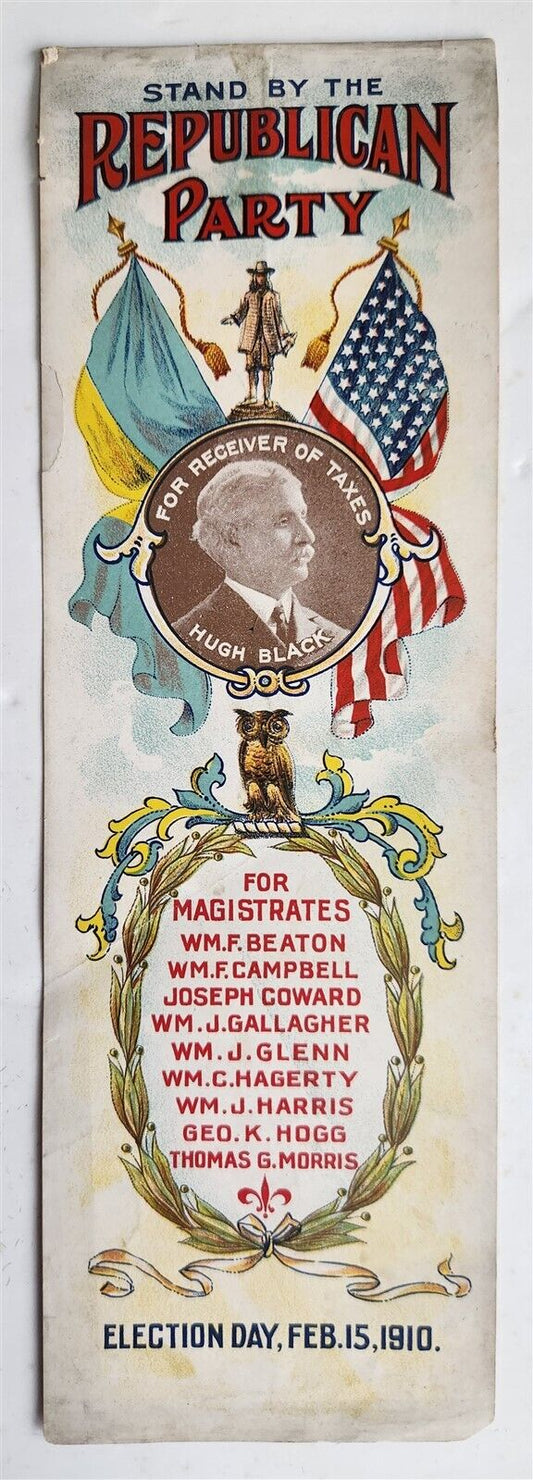 STAND BY THE
REPUBLICAN
PARTY
FOR RECEIVER OF TAXES
HUGH BLACK
FOR
MAGISTRATES
WM.F.BEATON
WM.F.CAMPBELL
JOSEPH COWARD
WM.J.GALLAGHER
WM.J.GLENN
WM.C.HAGERTY
WM.J.HARRIS
GEO.K.HOGG
THOMAS G.MORRIS
ELECTION DAY, FEB.15,1910.